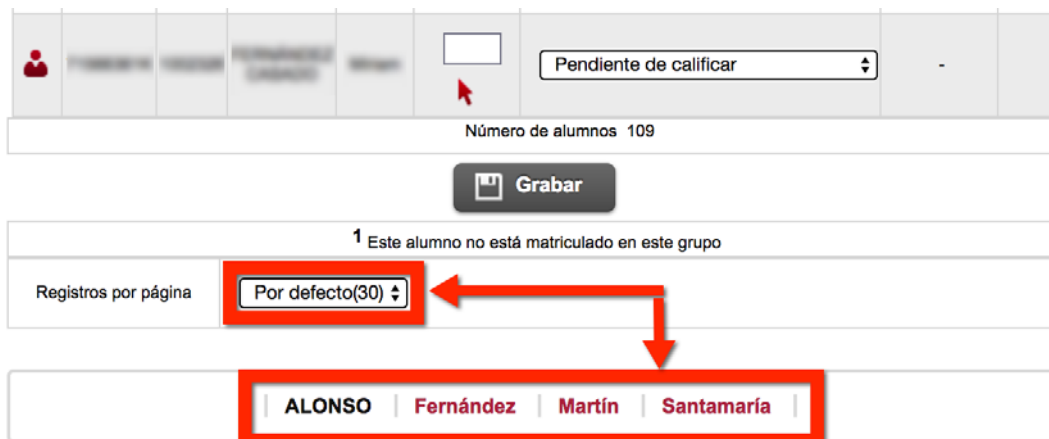 Pendiente de calificar -
Número de alumnos 109
Grabar
1 Este alumno no está matriculado en este grupo
Registros por página Por defecto(30)
ALONSO | Fernández | Martín | Santamaría